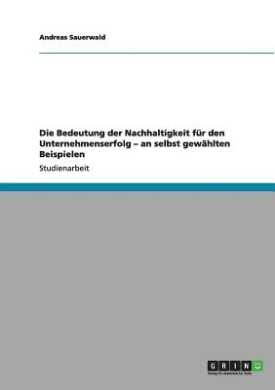 Andreas Sauerwald
Die Bedeutung der Nachhaltigkeit für den
Unternehmenserfolg – an selbst gewählten
Beispielen
Studienarbeit
GRIN